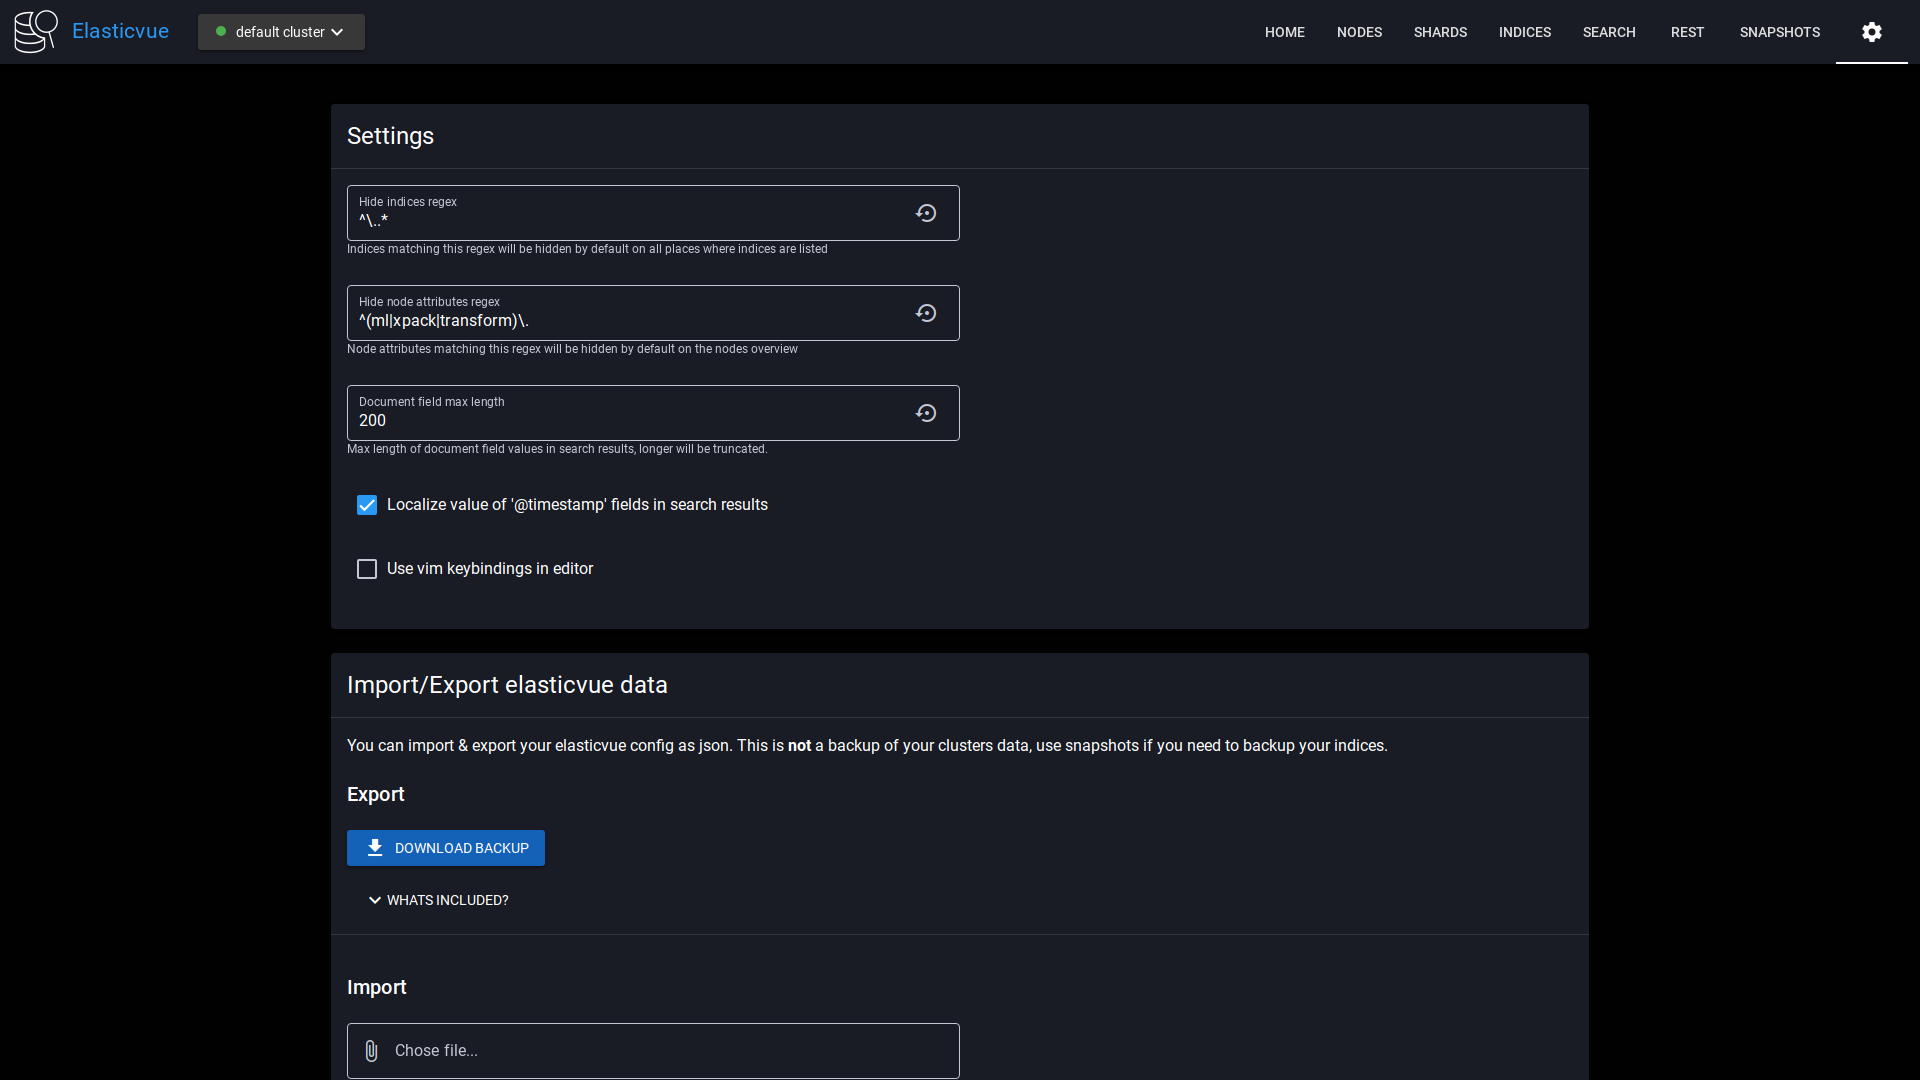 Elasticvue
default cluster
HOME
NODES
SHARDS
INDICES
SEARCH
REST
SNAPSHOTS
Settings
Hide indices regex
^\..*
Indices matching this regex will be hidden by default on all places where indices are listed
Hide node attributes regex
^(ml|xpack|transform)\.
Node attributes matching this regex will be hidden by default on the nodes overview
Document field max length
200
Max length of document field values in search results, longer will be truncated.
Localize value of '@timestamp' fields in search results
Use vim keybindings in editor
Import/Export elasticvue data
You can import & export your elasticvue config as json. This is not a backup of your clusters data, use snapshots if you need to backup your indices.
Export
DOWNLOAD BACKUP
WHATS INCLUDED?
Import
Chose file...